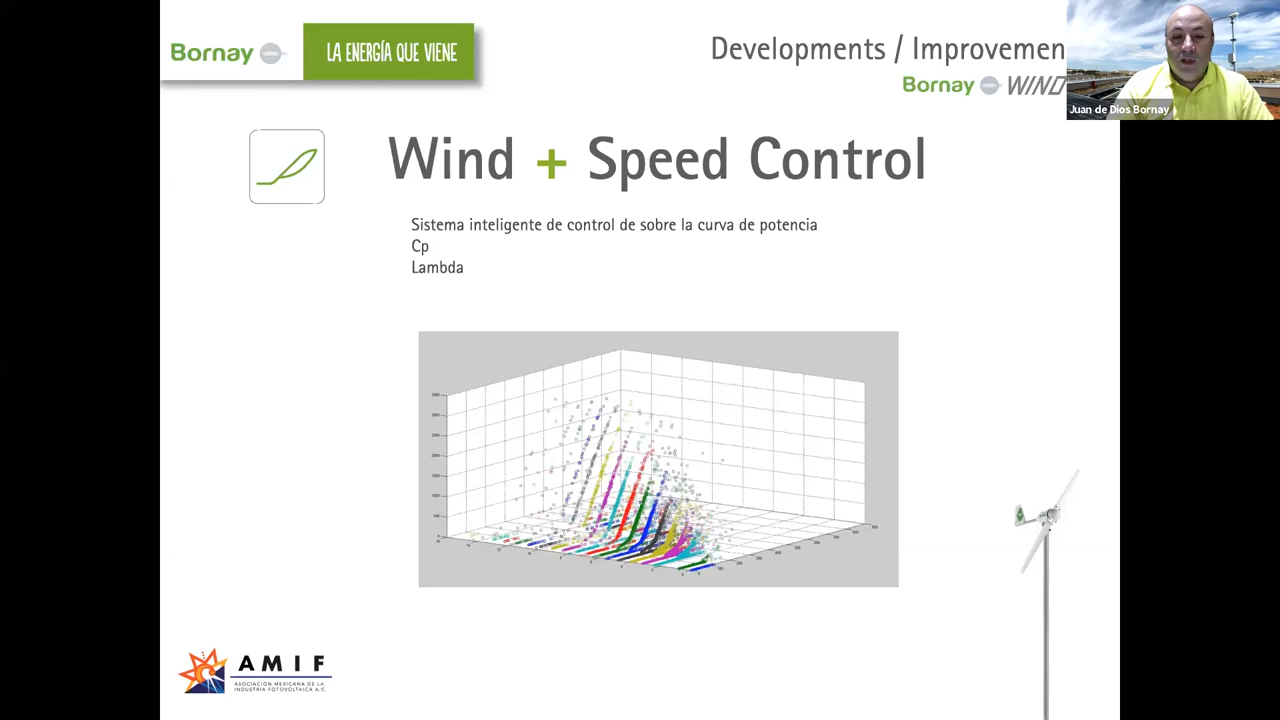 Bornay
LA ENERGÍA QUE VIENE
Developments / Improvemen
Bornay WIND
Juan de Dios Bornay
Wind + Speed Control
Sistema inteligente de control de sobre la curva de potencia
Cp
Lambda
AMIF
ASOCIACIÓN MEXICANA DE LA
INDUSTRIA FOTOVOLTAICA A.C.